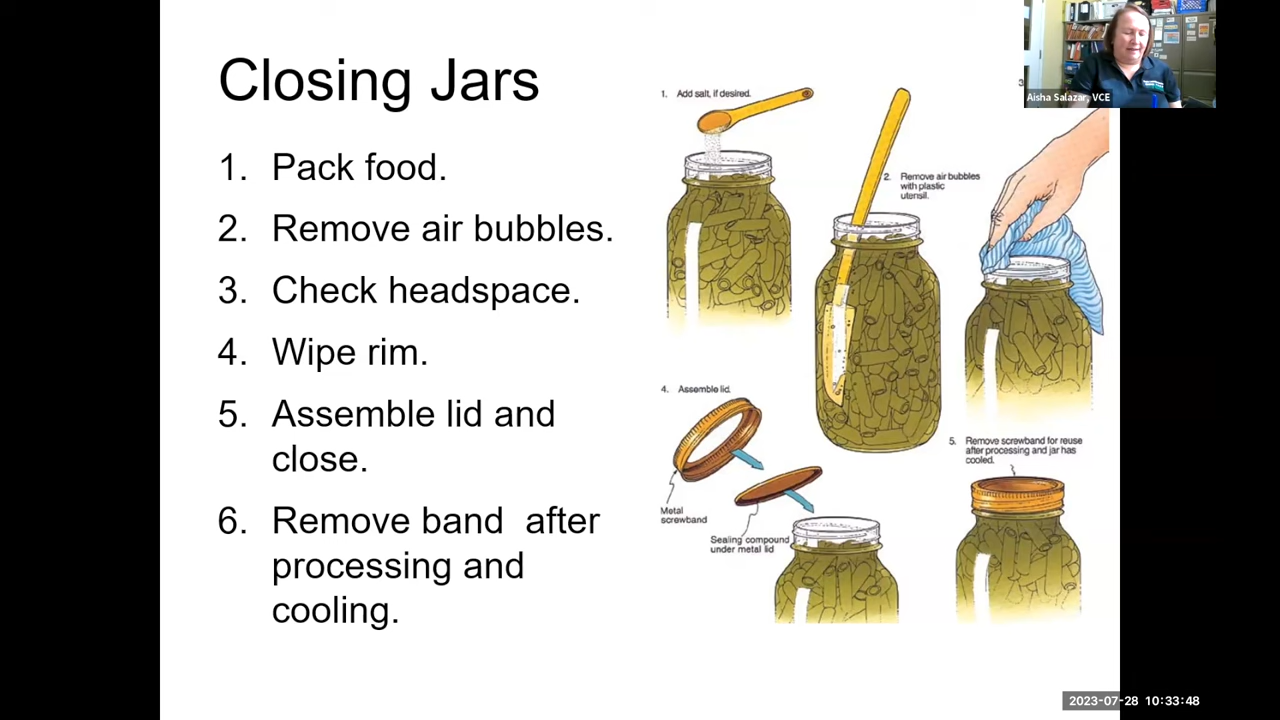 Closing Jars
1. Pack food.
2. Remove air bubbles.
3. Check headspace.
4. Wipe rim.
5. Assemble lid and
close.
6. Remove band  after
processing and
cooling.
1. Add salt, if desired.
2. Remove air bubbles
with plastic
utensil.
3
4. Assemble lid.
Metal
screwband
Sealing compound
under metal lid
5. Remove screwband for reuse
after processing and jar has
cooled.
Aisha Salazar, VCE
2023-07-28 10:33:48